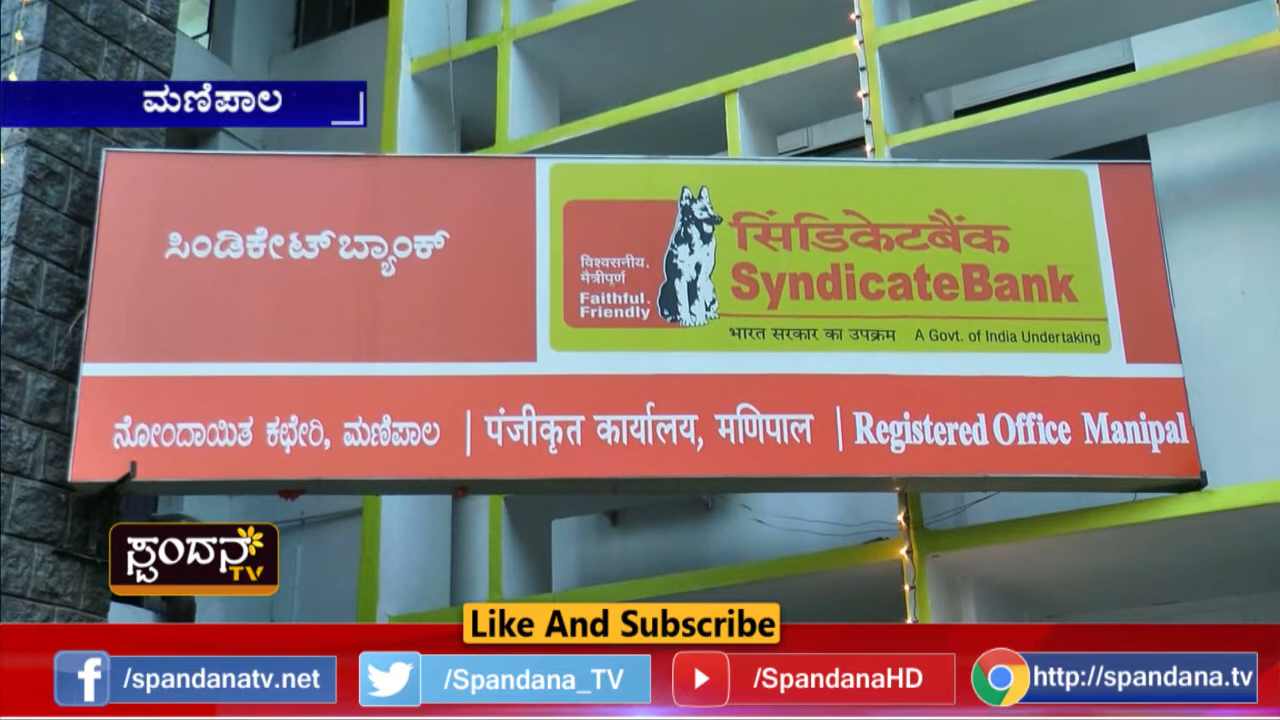 ಮಣಿಪಾಲ
ಸಿಂಡಿಕೇಟ್ ಬ್ಯಾಂಕ್
विश्वसनीय.
मैत्रीपूर्ण
Faithful.
Friendly
सिंडिकेटबैंक
SyndicateBank
भारत सरकार का उपक्रम A Govt. of India Undertaking
ನೋಂದಾಯಿತ ಕಛೇರಿ, ಮಣಿಪಾಲ | पंजीकृत कार्यालय, मणिपाल | Registered Office Manipal
ಸ್ಪಂದನ
TV
Like And Subscribe
/spandanatv.net /Spandana_TV /SpandanaHD http://spandana.tv